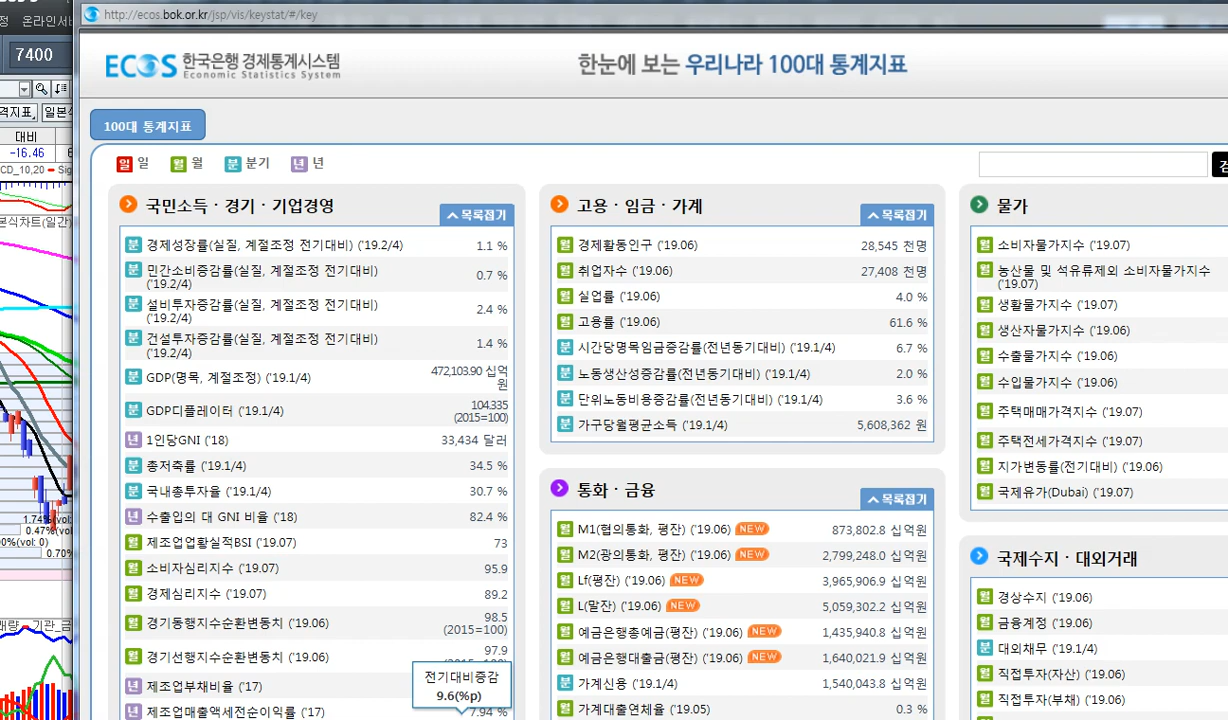 http://ecos.bok.or.kr/jsp/vis/keystat/#/key
정 온라인서비
7400
격지표, 일본식
대비
-16.46
CD_10,20 Sig
본식차트(일간)
1.74%(vol:
0.47%(vol:
00%(vol: 0)
0.70%
래량 기관_금
ECOS 한국은행 경제통계시스템
Economic Statistics System
한눈에 보는 우리나라 100대 통계지표
100대 통계지표
일 일 월 월 분 분기 년 년
국민소득 · 경기 · 기업경영
목록접기
분 경제성장률(실질, 계절조정 전기대비) ('19.2/4) 1.1 %
분 민간소비증감률(실질, 계절조정 전기대비) ('19.2/4) 0.7 %
분 설비투자증감률(실질, 계절조정 전기대비) ('19.2/4) 2.4 %
분 건설투자증감률(실질, 계절조정 전기대비) ('19.2/4) 1.4 %
분 GDP(명목, 계절조정) ('19.1/4) 472,103.90 십억원
분 GDP디플레이터 ('19.1/4) 104.335 (2015=100)
년 1인당GNI ('18) 33,434 달러
분 총저축률 ('19.1/4) 34.5 %
분 국내총투자율 ('19.1/4) 30.7 %
년 수출입의 대 GNI 비율 ('18) 82.4 %
월 제조업업황실적BSI ('19.07) 73
월 소비자심리지수 ('19.07) 95.9
월 경제심리지수 ('19.07) 89.2
월 경기동행지수순환변동치 ('19.06) 98.5 (2015=100)
월 경기선행지수순환변동치 ('19.06) 97.9
년 제조업부채비율 ('17)
전기대비증감
9.6(%p)
년 제조업매출액세전순이익률 ('17) 7.94 %
고용 · 임금 · 가계
목록접기
월 경제활동인구 ('19.06) 28,545 천명
월 취업자수 ('19.06) 27,408 천명
월 실업률 ('19.06) 4.0 %
월 고용률 ('19.06) 61.6 %
분 시간당명목임금증감률(전년동기대비) ('19.1/4) 6.7 %
분 노동생산성증감률(전년동기대비) ('19.1/4) 2.0 %
분 단위노동비용증감률(전년동기대비) ('19.1/4) 3.6 %
분 가구당월평균소득 ('19.1/4) 5,608,362 원
통화 · 금융
목록접기
월 M1(협의통화, 평잔) ('19.06) NEW 873,802.8 십억원
월 M2(광의통화, 평잔) ('19.06) NEW 2,799,248.0 십억원
월 Lf(평잔) ('19.06) NEW 3,965,906.9 십억원
월 L(말잔) ('19.06) NEW 5,059,302.2 십억원
월 예금은행총예금(평잔) ('19.06) NEW 1,435,940.8 십억원
월 예금은행대출금(평잔) ('19.06) NEW 1,640,021.9 십억원
분 가계신용 ('19.1/4) 1,540,043.8 십억원
월 가계대출연체율 ('19.05) 0.3 %
물가
월 소비자물가지수 ('19.07)
월 농산물 및 석유류제외 소비자물가지수
('19.07)
월 생활물가지수 ('19.07)
월 생산자물가지수 ('19.06)
월 수출물가지수 ('19.06)
월 수입물가지수 ('19.06)
월 주택매매가격지수 ('19.07)
월 주택전세가격지수 ('19.07)
월 지가변동률(전기대비) ('19.06)
월 국제유가(Dubai) ('19.07)
국제수지 · 대외거래
월 경상수지 ('19.06)
월 금융계정 ('19.06)
분 대외채무 ('19.1/4)
월 직접투자(자산) ('19.06)
월 직접투자(부채) ('19.06)